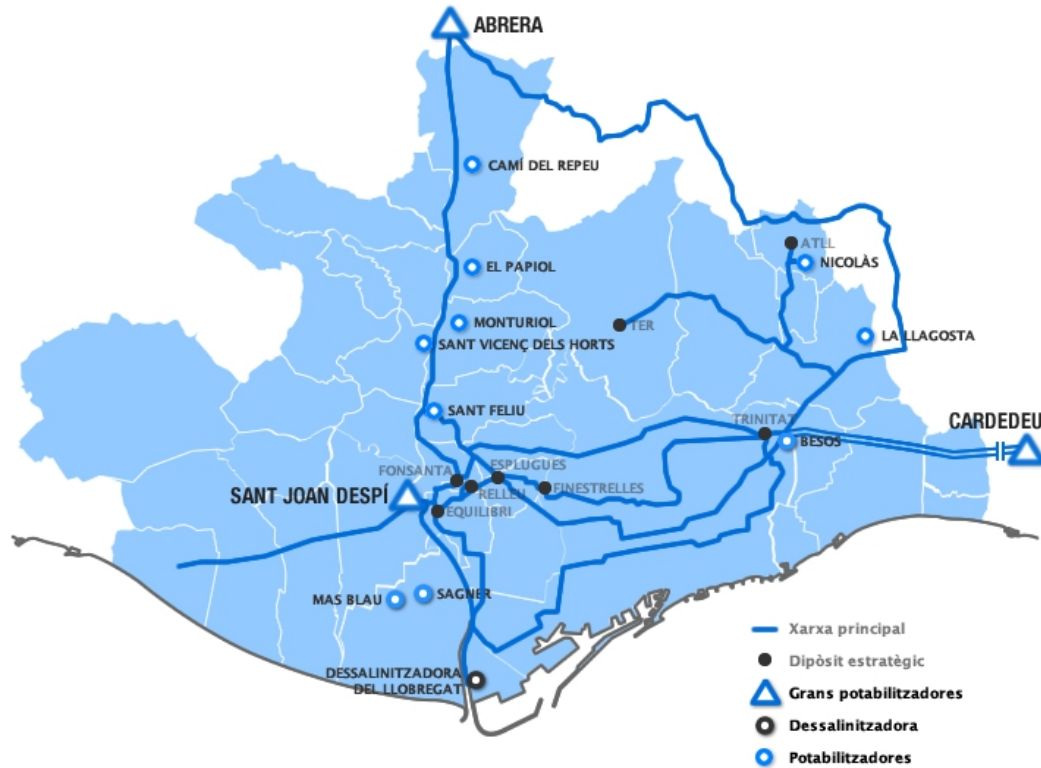 ABRERA
CAMÍ DEL REPEU
ATLL
NICOLÀS
EL PAPIOL
MONTURIOL
TER
SANT VICENÇ DELS HORTS
LA LLAGOSTA
SANT FELIU
TRINITAT
BESOS
CARDEDEU
FONSANTA
ESPLUGUES
SANT JOAN DESPÍ
RELLEU
FINESTRELLES
EQUILIBRI
MAS BLAU
SAGNER
DESSALINITZADORA
DEL LLOBREGAT
Xarxa principal
Dipòsit estratègic
Grans potabilitzadores
Dessalinitzadora
Potabilitzadores